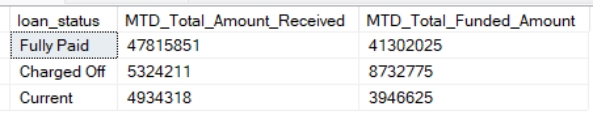 loan_status MTD_Total_Amount_Received MTD_Total_Funded_Amount
Fully Paid 47815851 41302025
Charged Off 5324211 8732775
Current 4934318 3946625